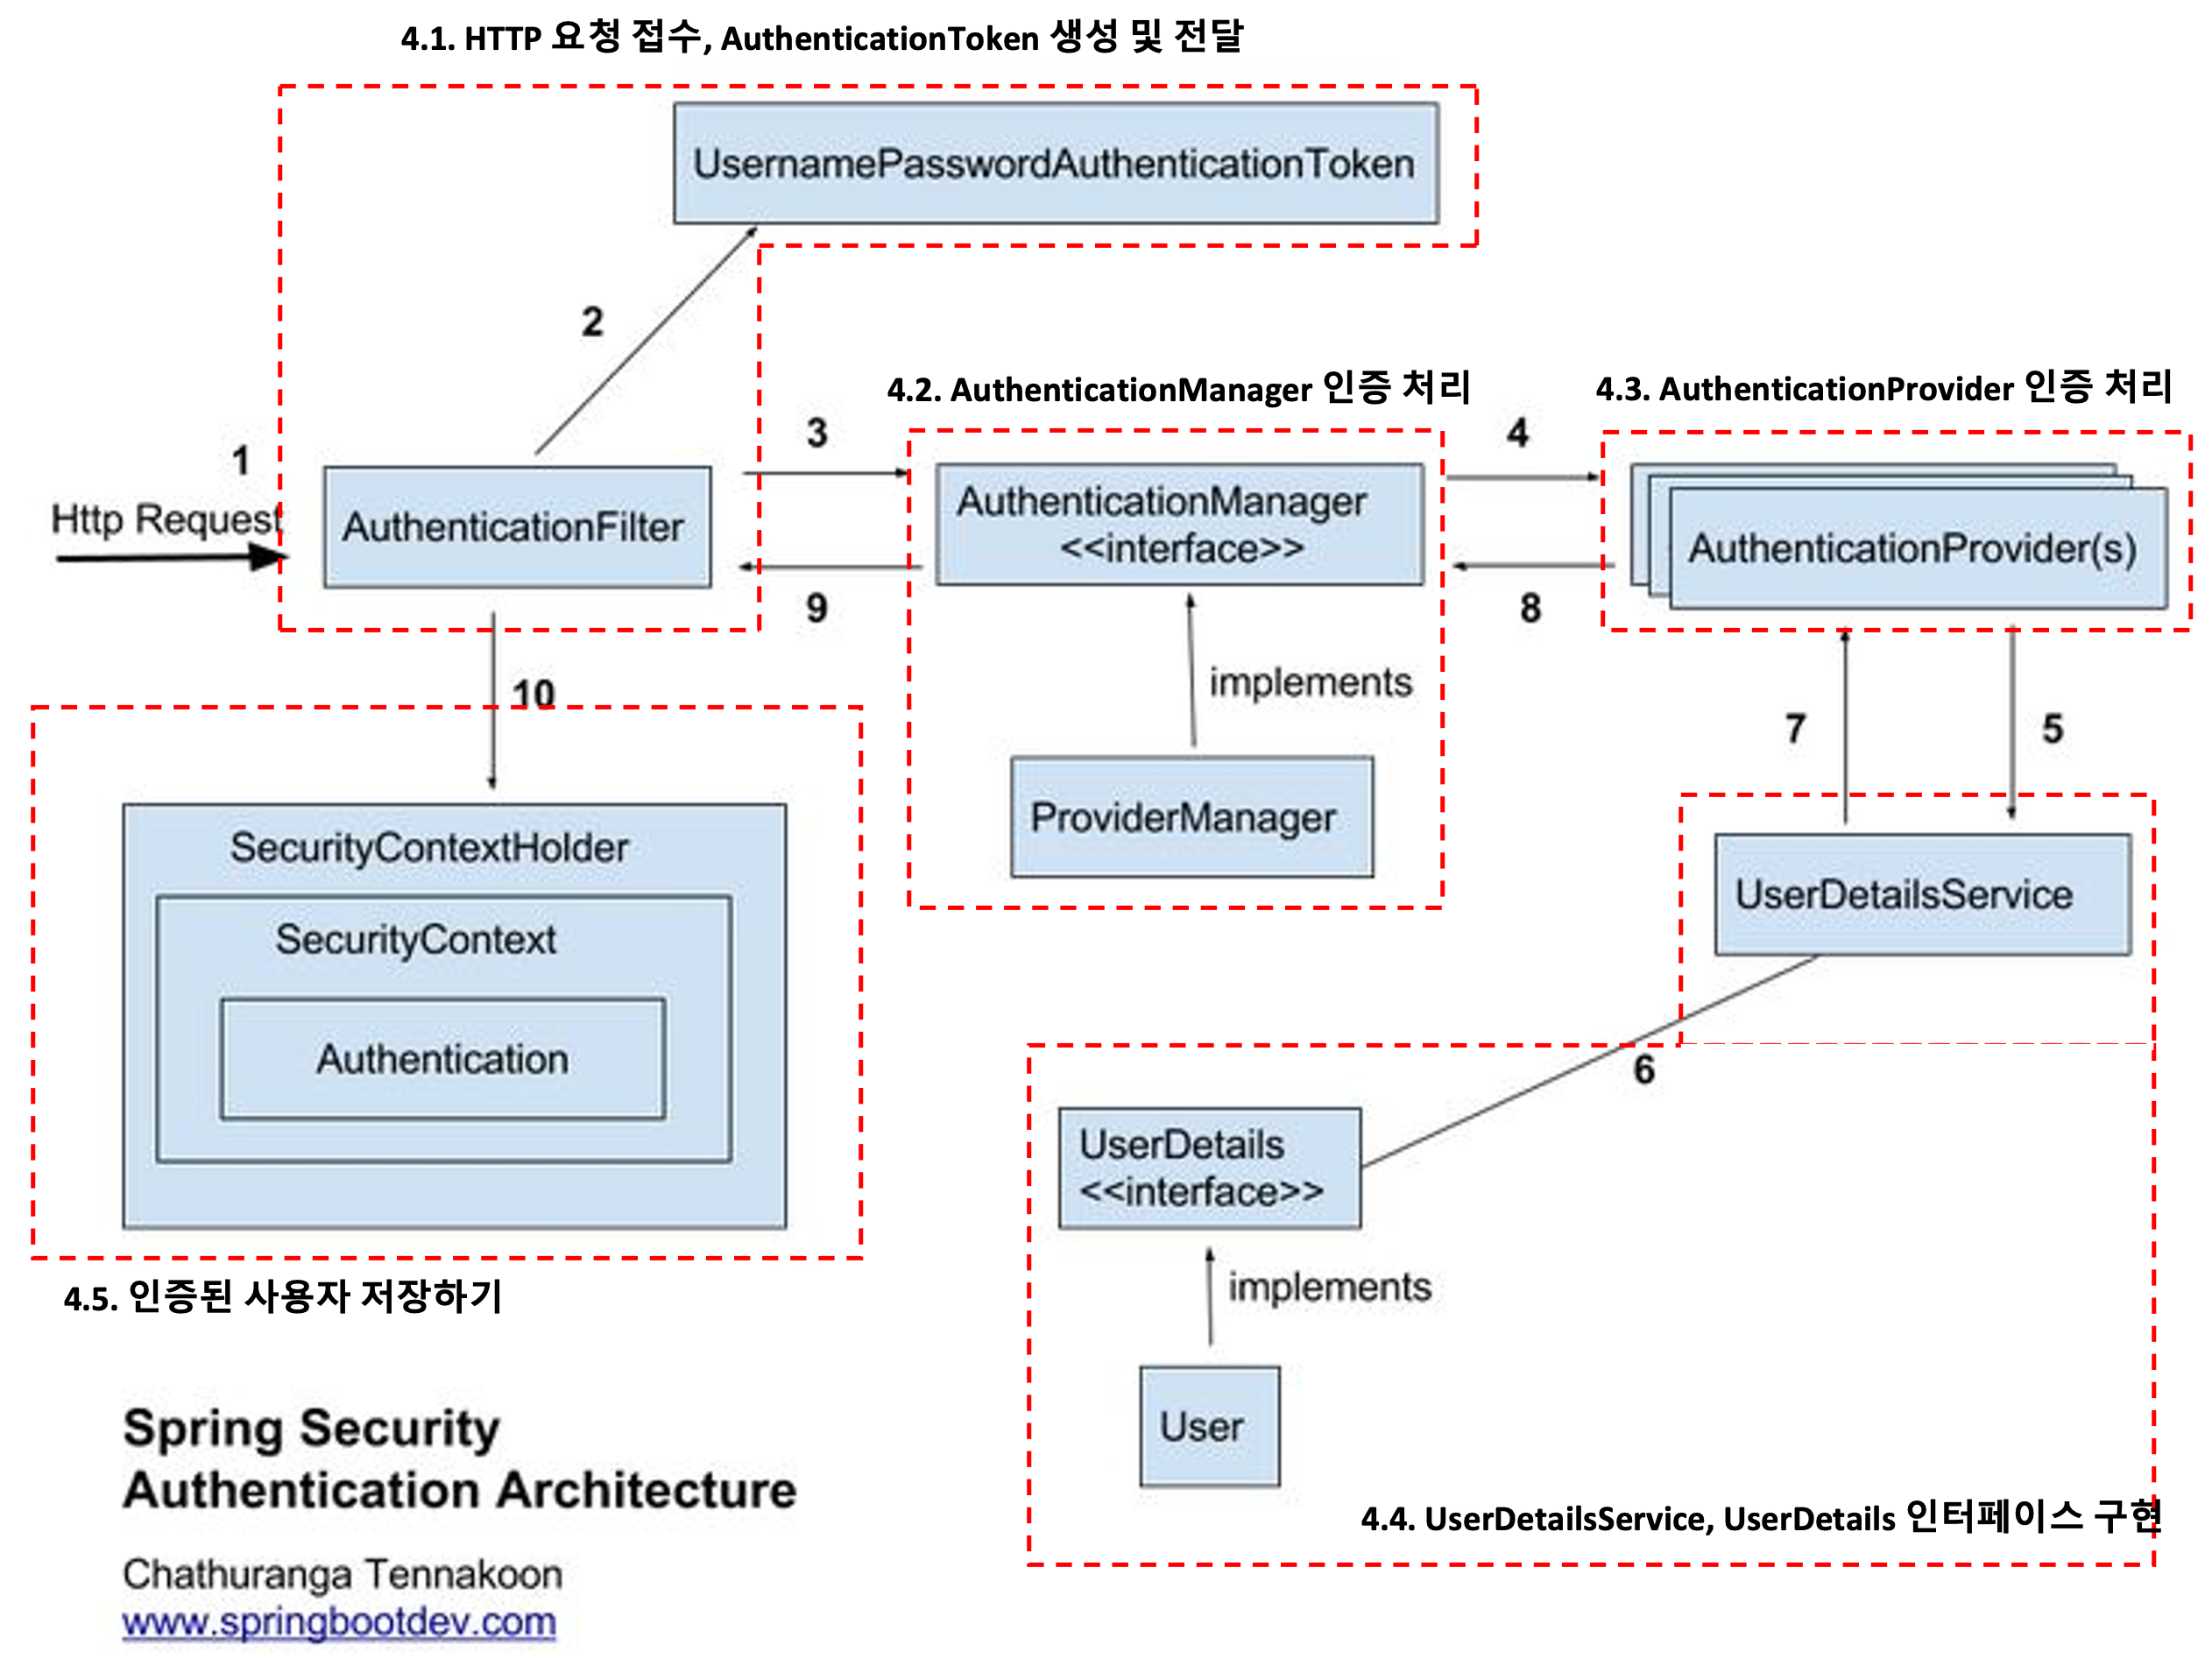 4.1. HTTP 요청 접수, AuthenticationToken 생성 및 전달
UsernamePasswordAuthenticationToken
2
4.2. AuthenticationManager 인증 처리
4.3. AuthenticationProvider 인증 처리
1
3
4
Http Request
AuthenticationFilter
AuthenticationManager
<<interface>>
AuthenticationProvider(s)
9
8
10
implements
7
5
ProviderManager
SecurityContextHolder
UserDetailsService
SecurityContext
Authentication
6
UserDetails
<<interface>>
4.5. 인증된 사용자 저장하기
implements
User
Spring Security
Authentication Architecture
4.4. UserDetailsService, UserDetails 인터페이스 구현
Chathuranga Tennakoon
www.springbootdev.com